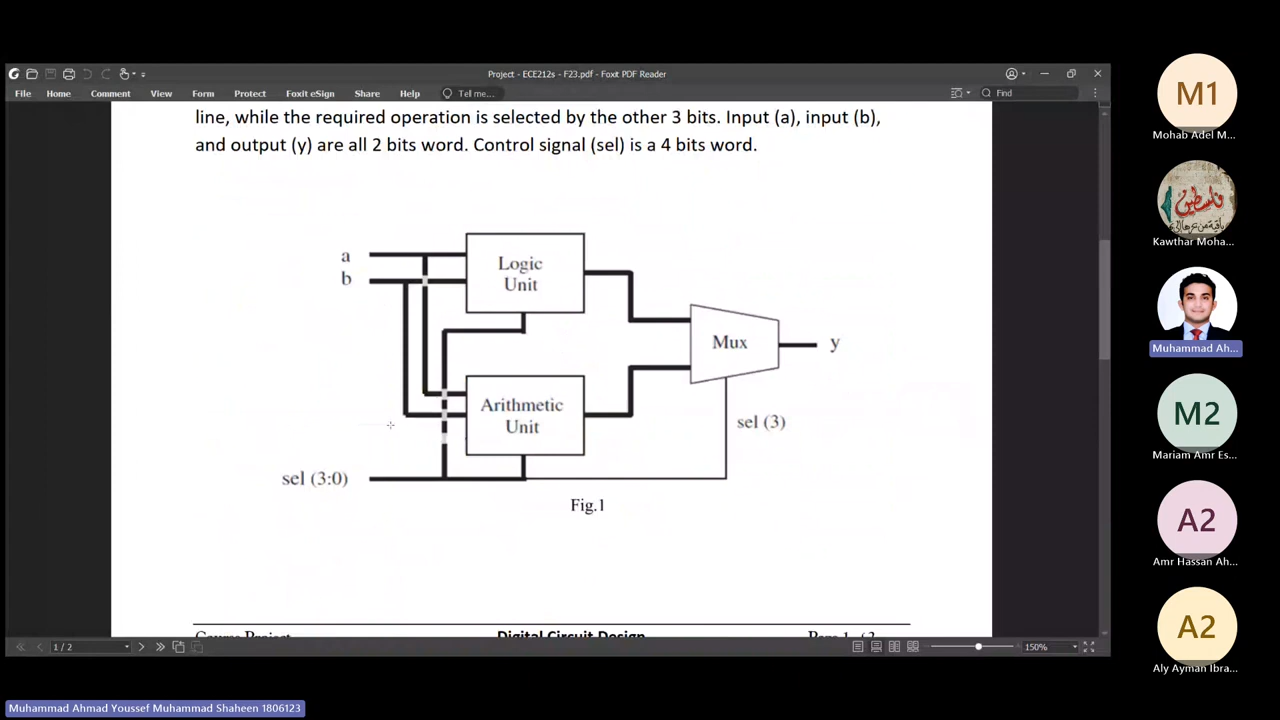 Project - ECE212s - F23.pdf - Foxit PDF Reader
File Home Comment View Form Protect Foxit eSign Share Help Tell me... Find
line, while the required operation is selected by the other 3 bits. Input (a), input (b),
and output (y) are all 2 bits word. Control signal (sel) is a 4 bits word.
a
b
Logic
Unit
Mux
y
Arithmetic
Unit
sel (3)
sel (3:0)
Fig.1
Course Project Digital Circuit Design
1 / 2
150%
M1
Mohab Adel M...
فلسطين
Kawthar Moha...
Muhammad Ah...
M2
Mariam Amr Es...
A2
Amr Hassan Ah...
A2
Aly Ayman Ibra...
Muhammad Ahmad Youssef Muhammad Shaheen 1806123